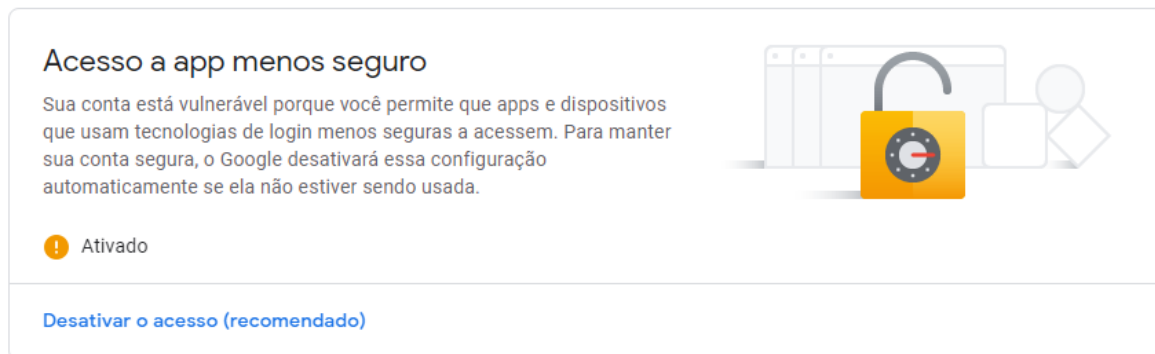 Acesso a app menos seguro
Sua conta está vulnerável porque você permite que apps e dispositivos
que usam tecnologias de login menos seguras a acessem. Para manter
sua conta segura, o Google desativará essa configuração
automaticamente se ela não estiver sendo usada.
Ativado
Desativar o acesso (recomendado)